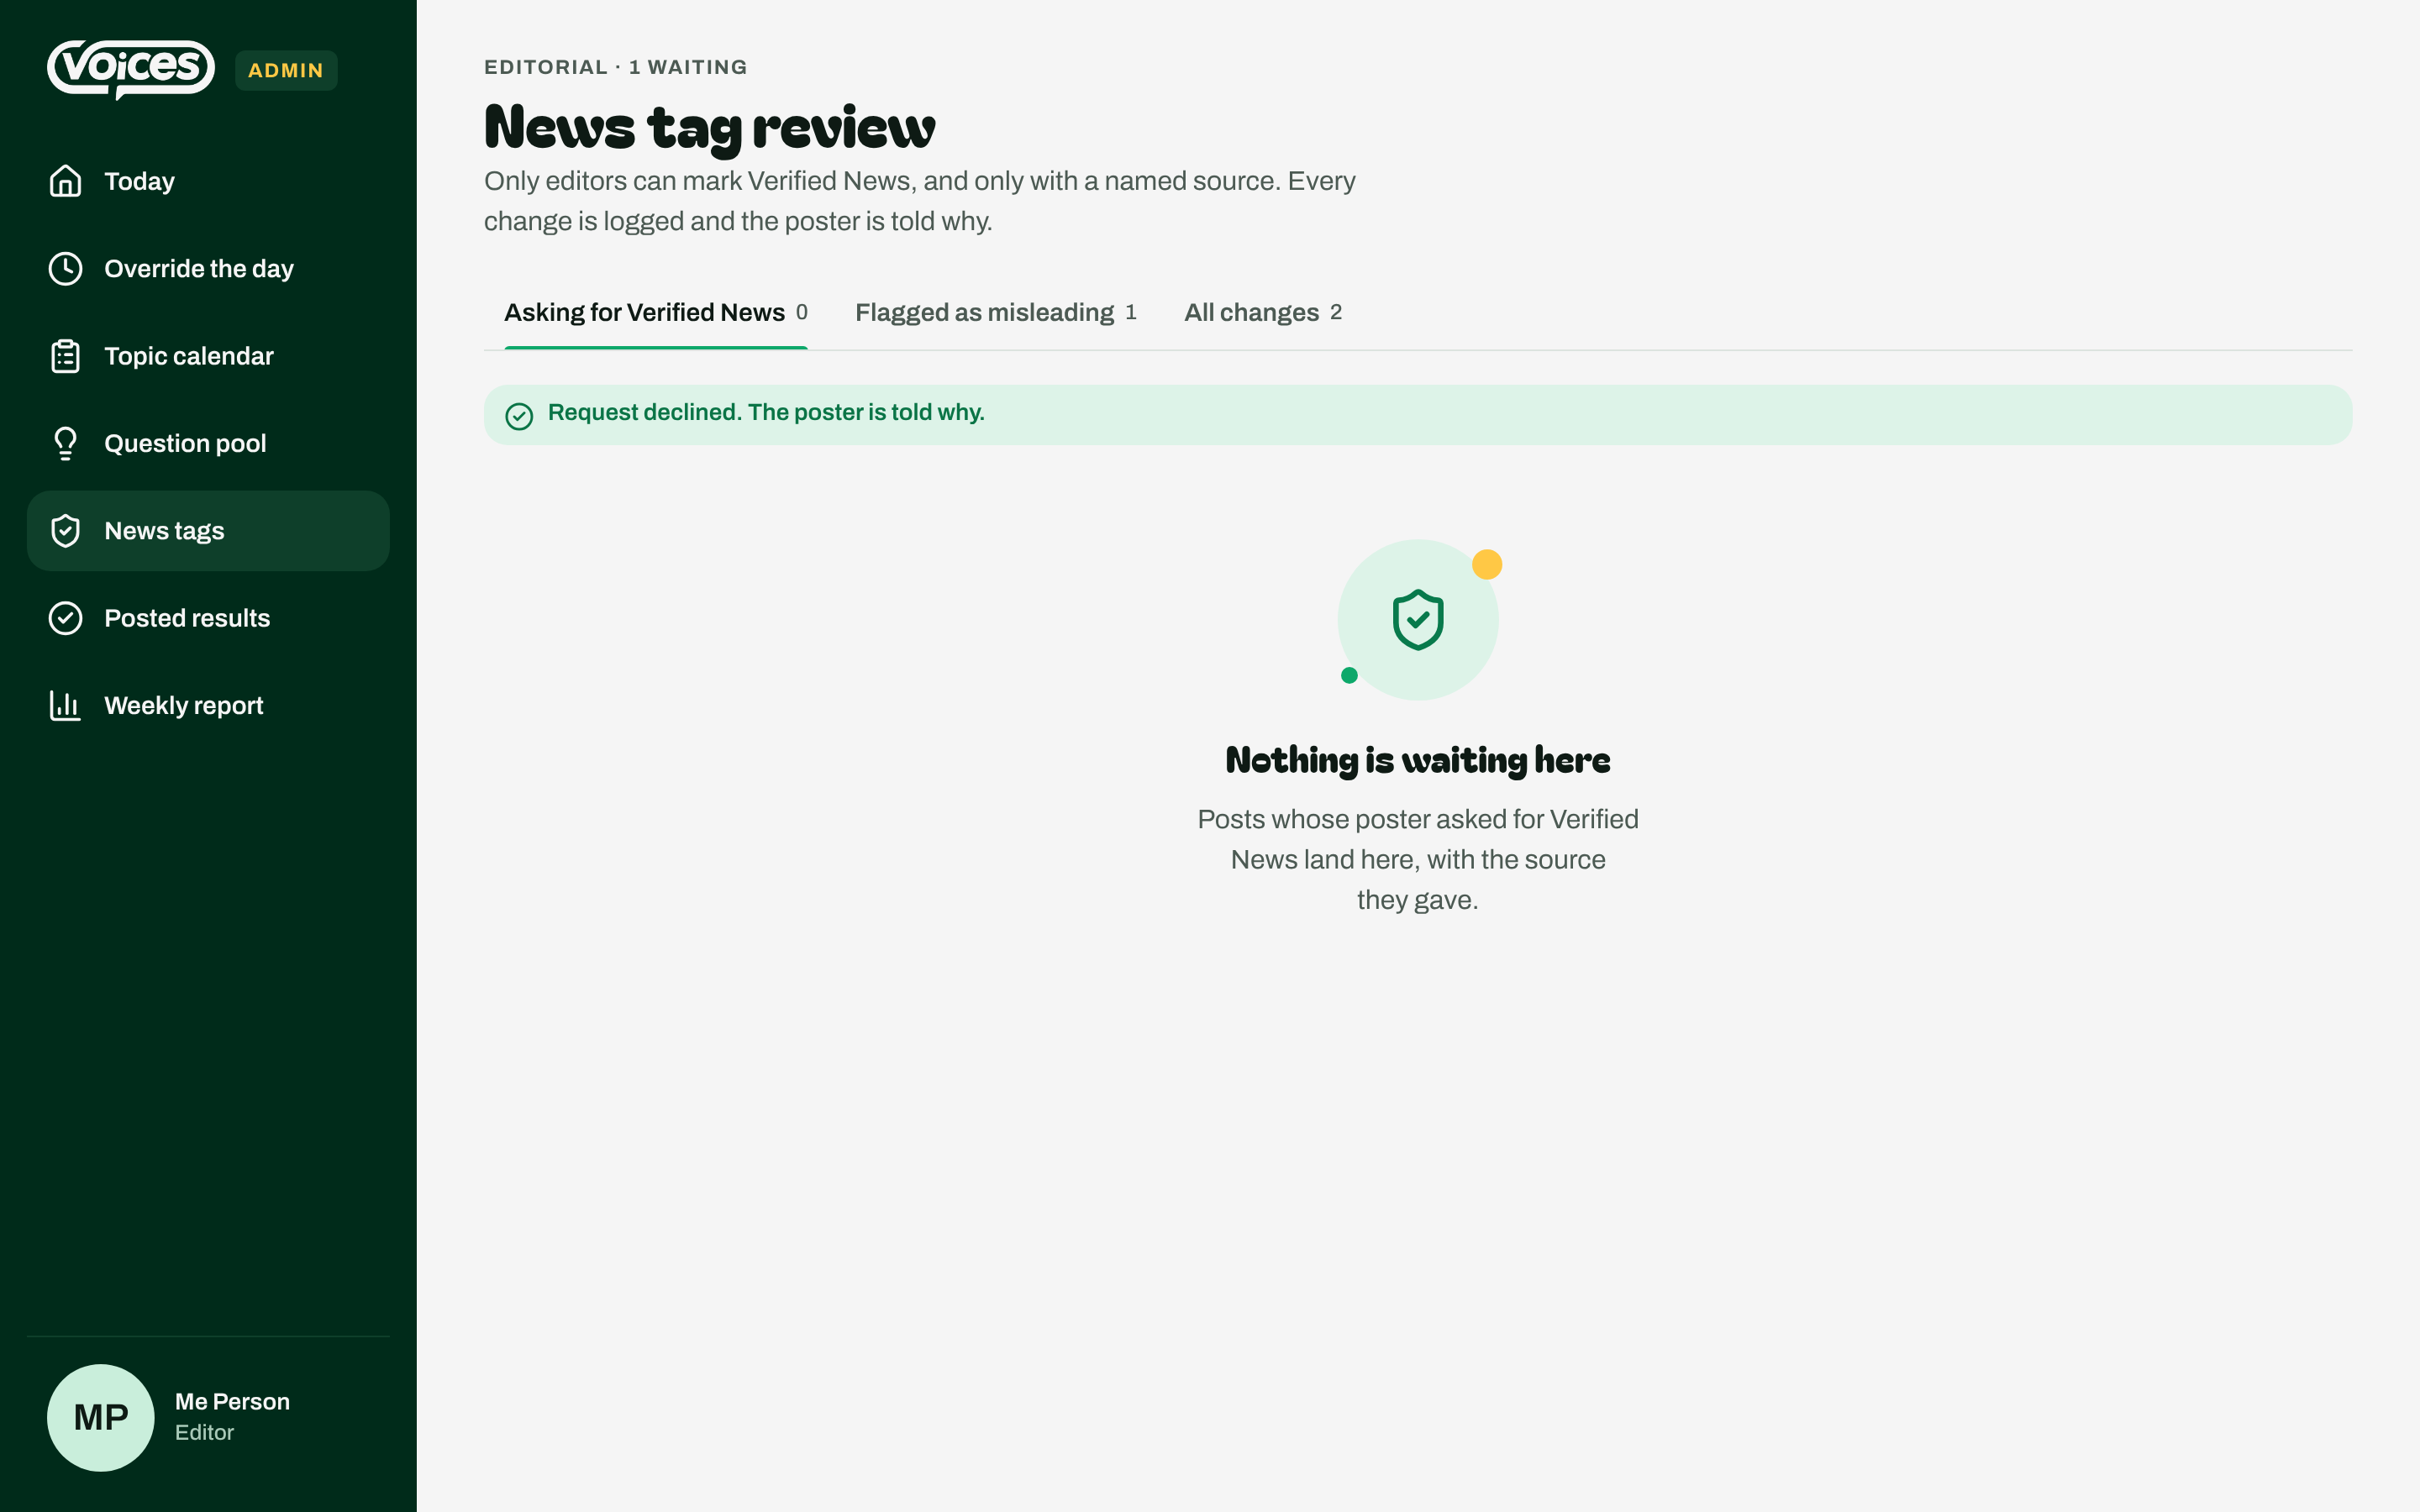 voices
ADMIN
Today
Override the day
Topic calendar
Question pool
News tags
Posted results
Weekly report
MP
Me Person
Editor
EDITORIAL · 1 WAITING
News tag review
Only editors can mark Verified News, and only with a named source. Every
change is logged and the poster is told why.
Asking for Verified News 0
Flagged as misleading 1
All changes 2
Request declined. The poster is told why.
Nothing is waiting here
Posts whose poster asked for Verified
News land here, with the source
they gave.